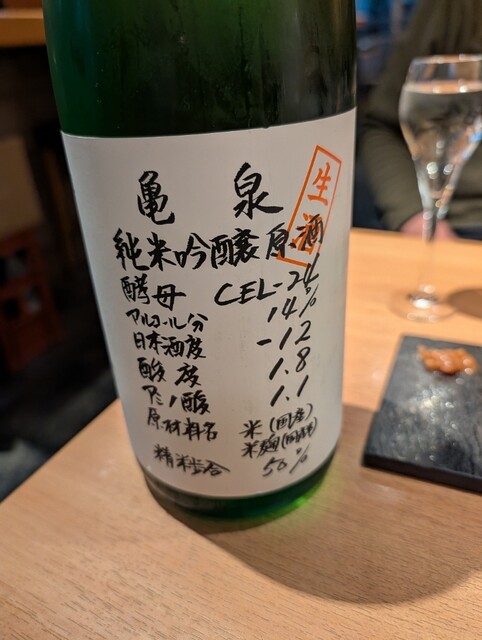 亀泉
生酒
純米吟醸原酒
酵母 CEL-24
アルコール分 14%
日本酒度 -12
酸度 1.8
アミノ酸 1.1
原材料名 米(国産)
米麹(国産米)
精米歩合 50%